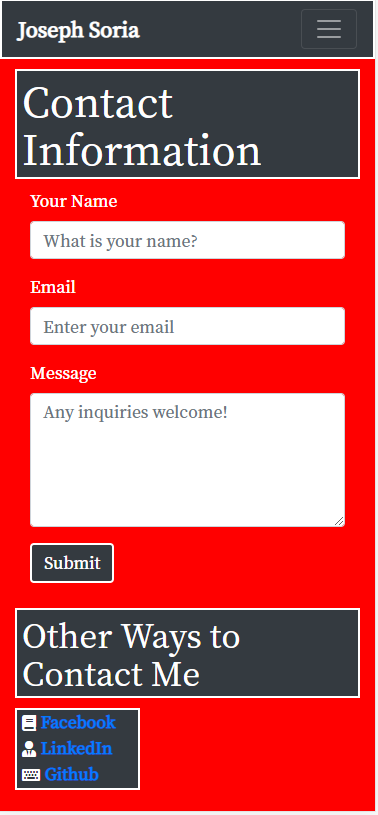 Joseph Soria
Contact
Information
Your Name
What is your name?
Email
Enter your email
Message
Any inquiries welcome!
Submit
Other Ways to
Contact Me
Facebook
LinkedIn
Github